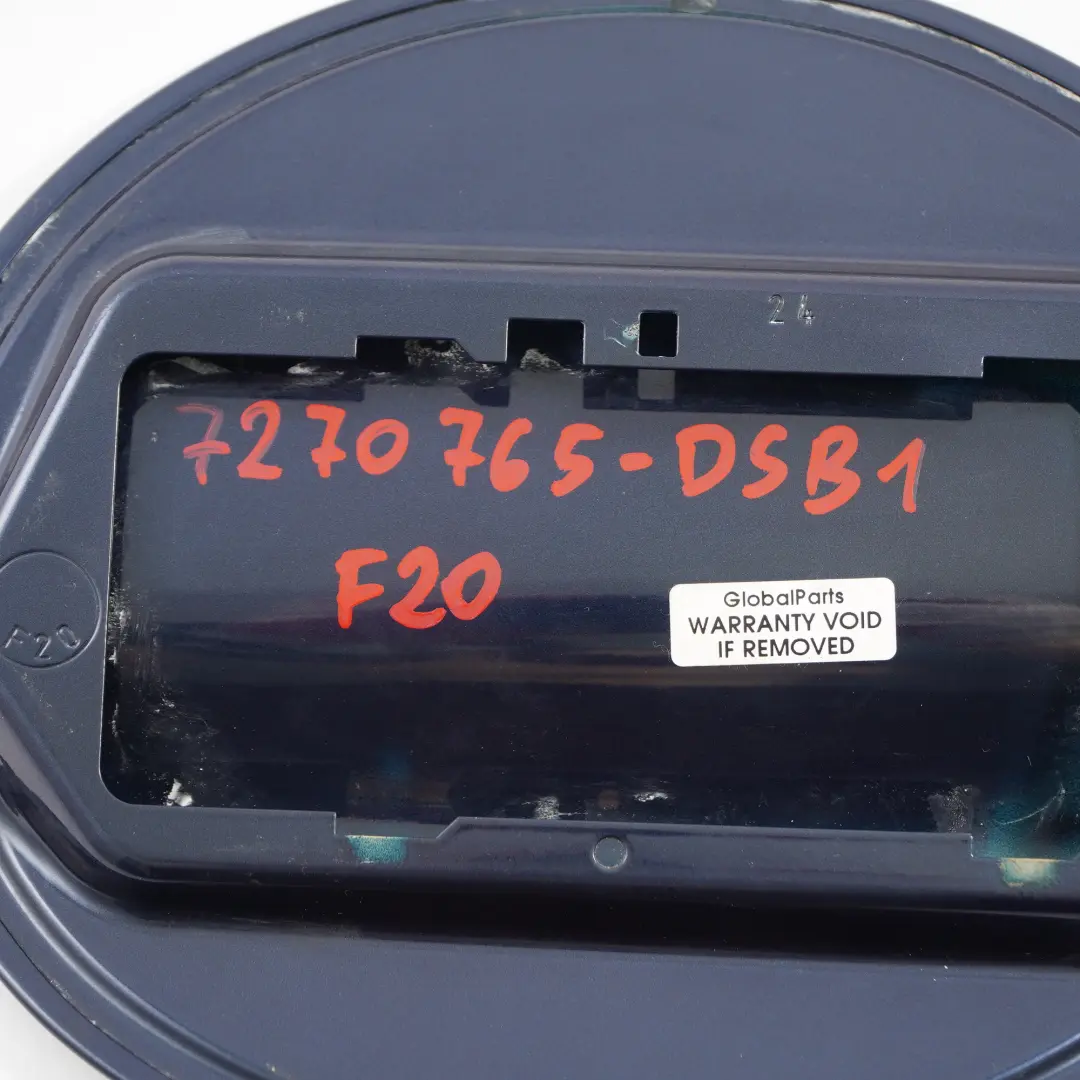 24
7270765-DSB1
F20
GlobalParts
WARRANTY VOID
IF REMOVED
F20